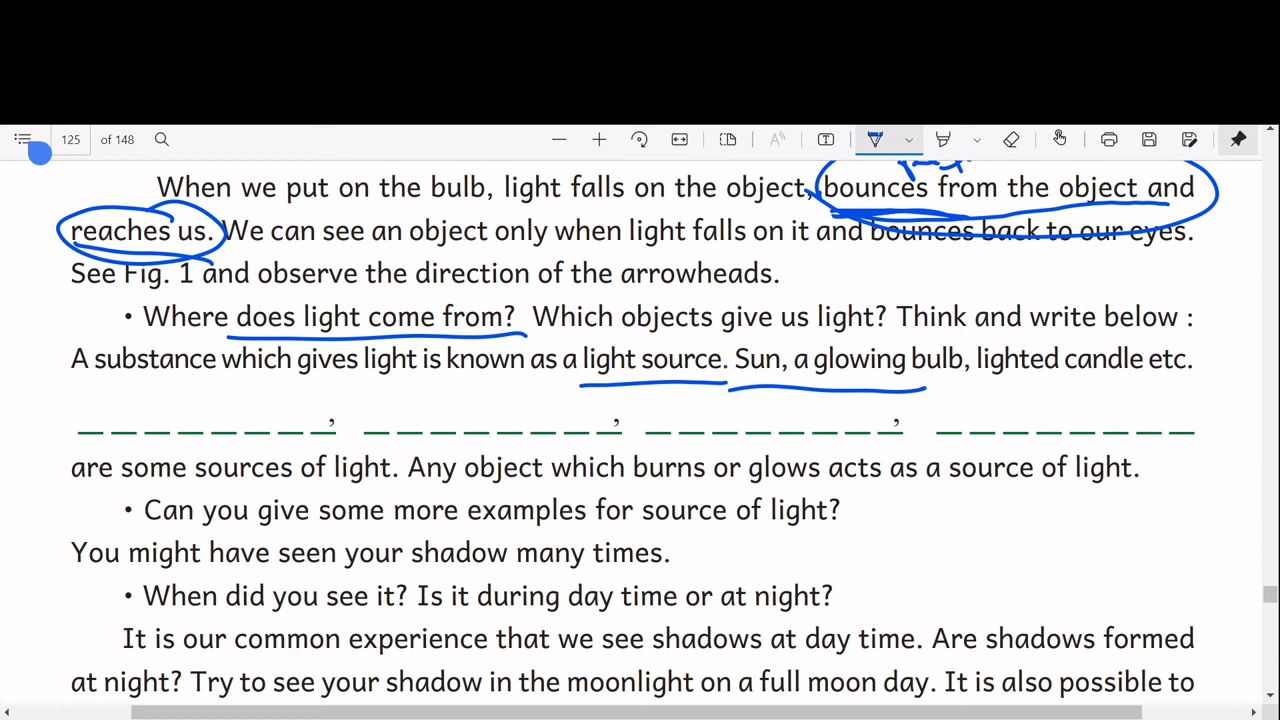 125 of 148
When we put on the bulb, light falls on the object, bounces from the object and
reaches us. We can see an object only when light falls on it and bounces back to our eyes.
See Fig. 1 and observe the direction of the arrowheads.
• Where does light come from? Which objects give us light? Think and write below :
A substance which gives light is known as a light source. Sun, a glowing bulb, lighted candle etc.
_ _ _ _ _ _ _ _, _ _ _ _ _ _ _ _, _ _ _ _ _ _ _ _, _ _ _ _ _ _ _ _
are some sources of light. Any object which burns or glows acts as a source of light.
• Can you give some more examples for source of light?
You might have seen your shadow many times.
• When did you see it? Is it during day time or at night?
It is our common experience that we see shadows at day time. Are shadows formed
at night? Try to see your shadow in the moonlight on a full moon day. It is also possible to